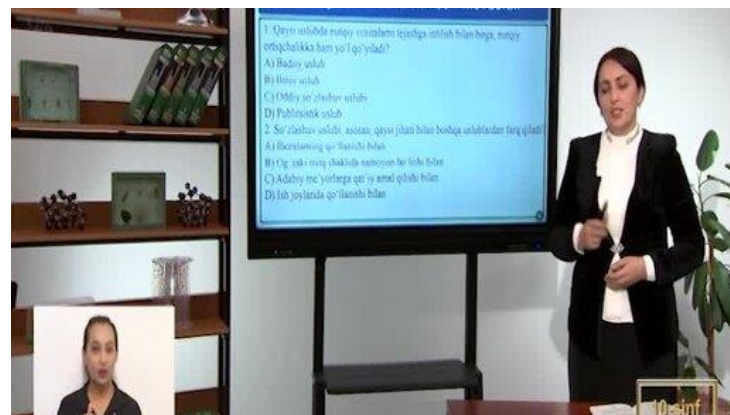 1. Qaysi uslubda nutqiy vositalarni tejashga intilish bilan birga, nutqiy
ortiqchalikka ham yo'l qo'yiladi?
A) Badiiy uslub
B) Ilmiy uslub
C) Oddiy so'zlashuv uslubi
D) Publitsistik uslub
2. So'zlashuv uslubi, asosan, qaysi jihati bilan boshqa uslublardan farq qiladi?
A) Iboralarning qo'llanishi bilan
B) Og'zaki nutq shaklida namoyon bo'lishi bilan
C) Adabiy me'yorlarga qat'iy amal qilishi bilan
D) Ish joylarida qo'llanishi bilan
10-sinf